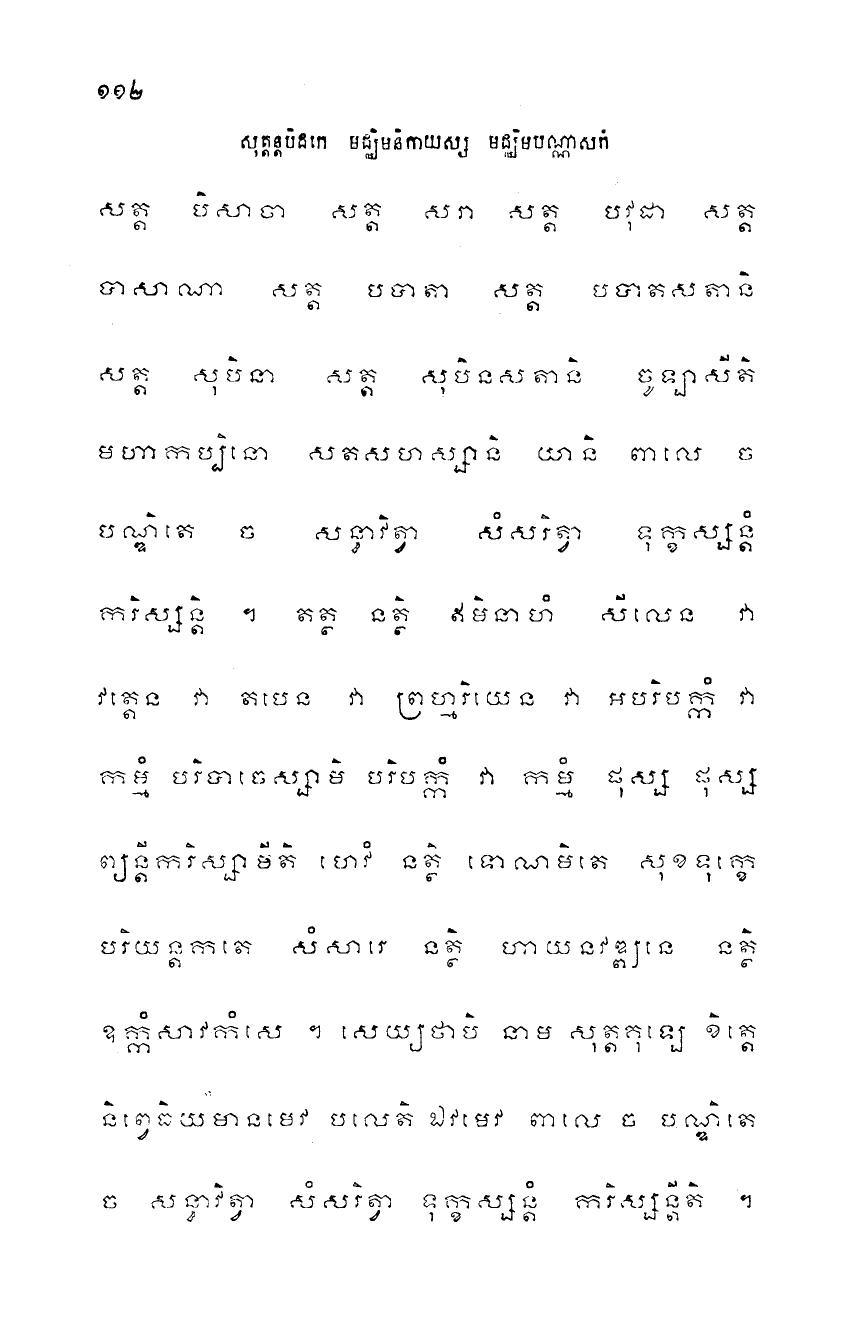 ១១២
សុត្តន្តបិដកេ មជ្ឈិមនិកាយស្ស មជ្ឈិមបណ្ណាសកំ
សត្ត បិសាចា សត្ត សរា សត្ត បវុដា សត្ត
បាសាណា សត្ត បបាតា សត្ត បបាតសតានិ
សត្ត សុបិនា សត្ត សុបិនសតានិ ចូឡាសីតិ
មហាកប្បិនោ សតសហស្សានិ យានិ ពាលេ ច
បណ្ឌិតេ ច សន្ធាវិត្វា សំសរិត្វា ទុក្ខស្សន្តំ
ករិស្សន្តិ ។ តត្ថ នត្ថិ ឥមិនាហំ សីលេន វា
វត្តេន វា តបេន វា ព្រហ្មរិយេន វា អបរិបក្កំ វា
កម្មំ បរិបាចេស្សាមិ បរិបក្កំ វា កម្មំ ផុស្ស ផុស្ស
ព្យន្តីករិស្សាមីតិ ហេវំ នត្ថិ ទោណមិតេ សុខទុក្ខេ
បរិយន្តកតេ សំសារេ នត្ថិ ហាយនវឌ្ឍនេ នត្ថិ
ឧក្កំសាវកំសេ ។ សេយ្យថាបិ នាម សុត្តគុឡេ ខិត្តេ
និព្វេធិយមានមេវ បលេតិ ឯវមេវ ពាលេ ច បណ្ឌិតេ
ច សន្ធាវិត្វា សំសរិត្វា ទុក្ខស្សន្តំ ករិស្សន្តីតិ ។